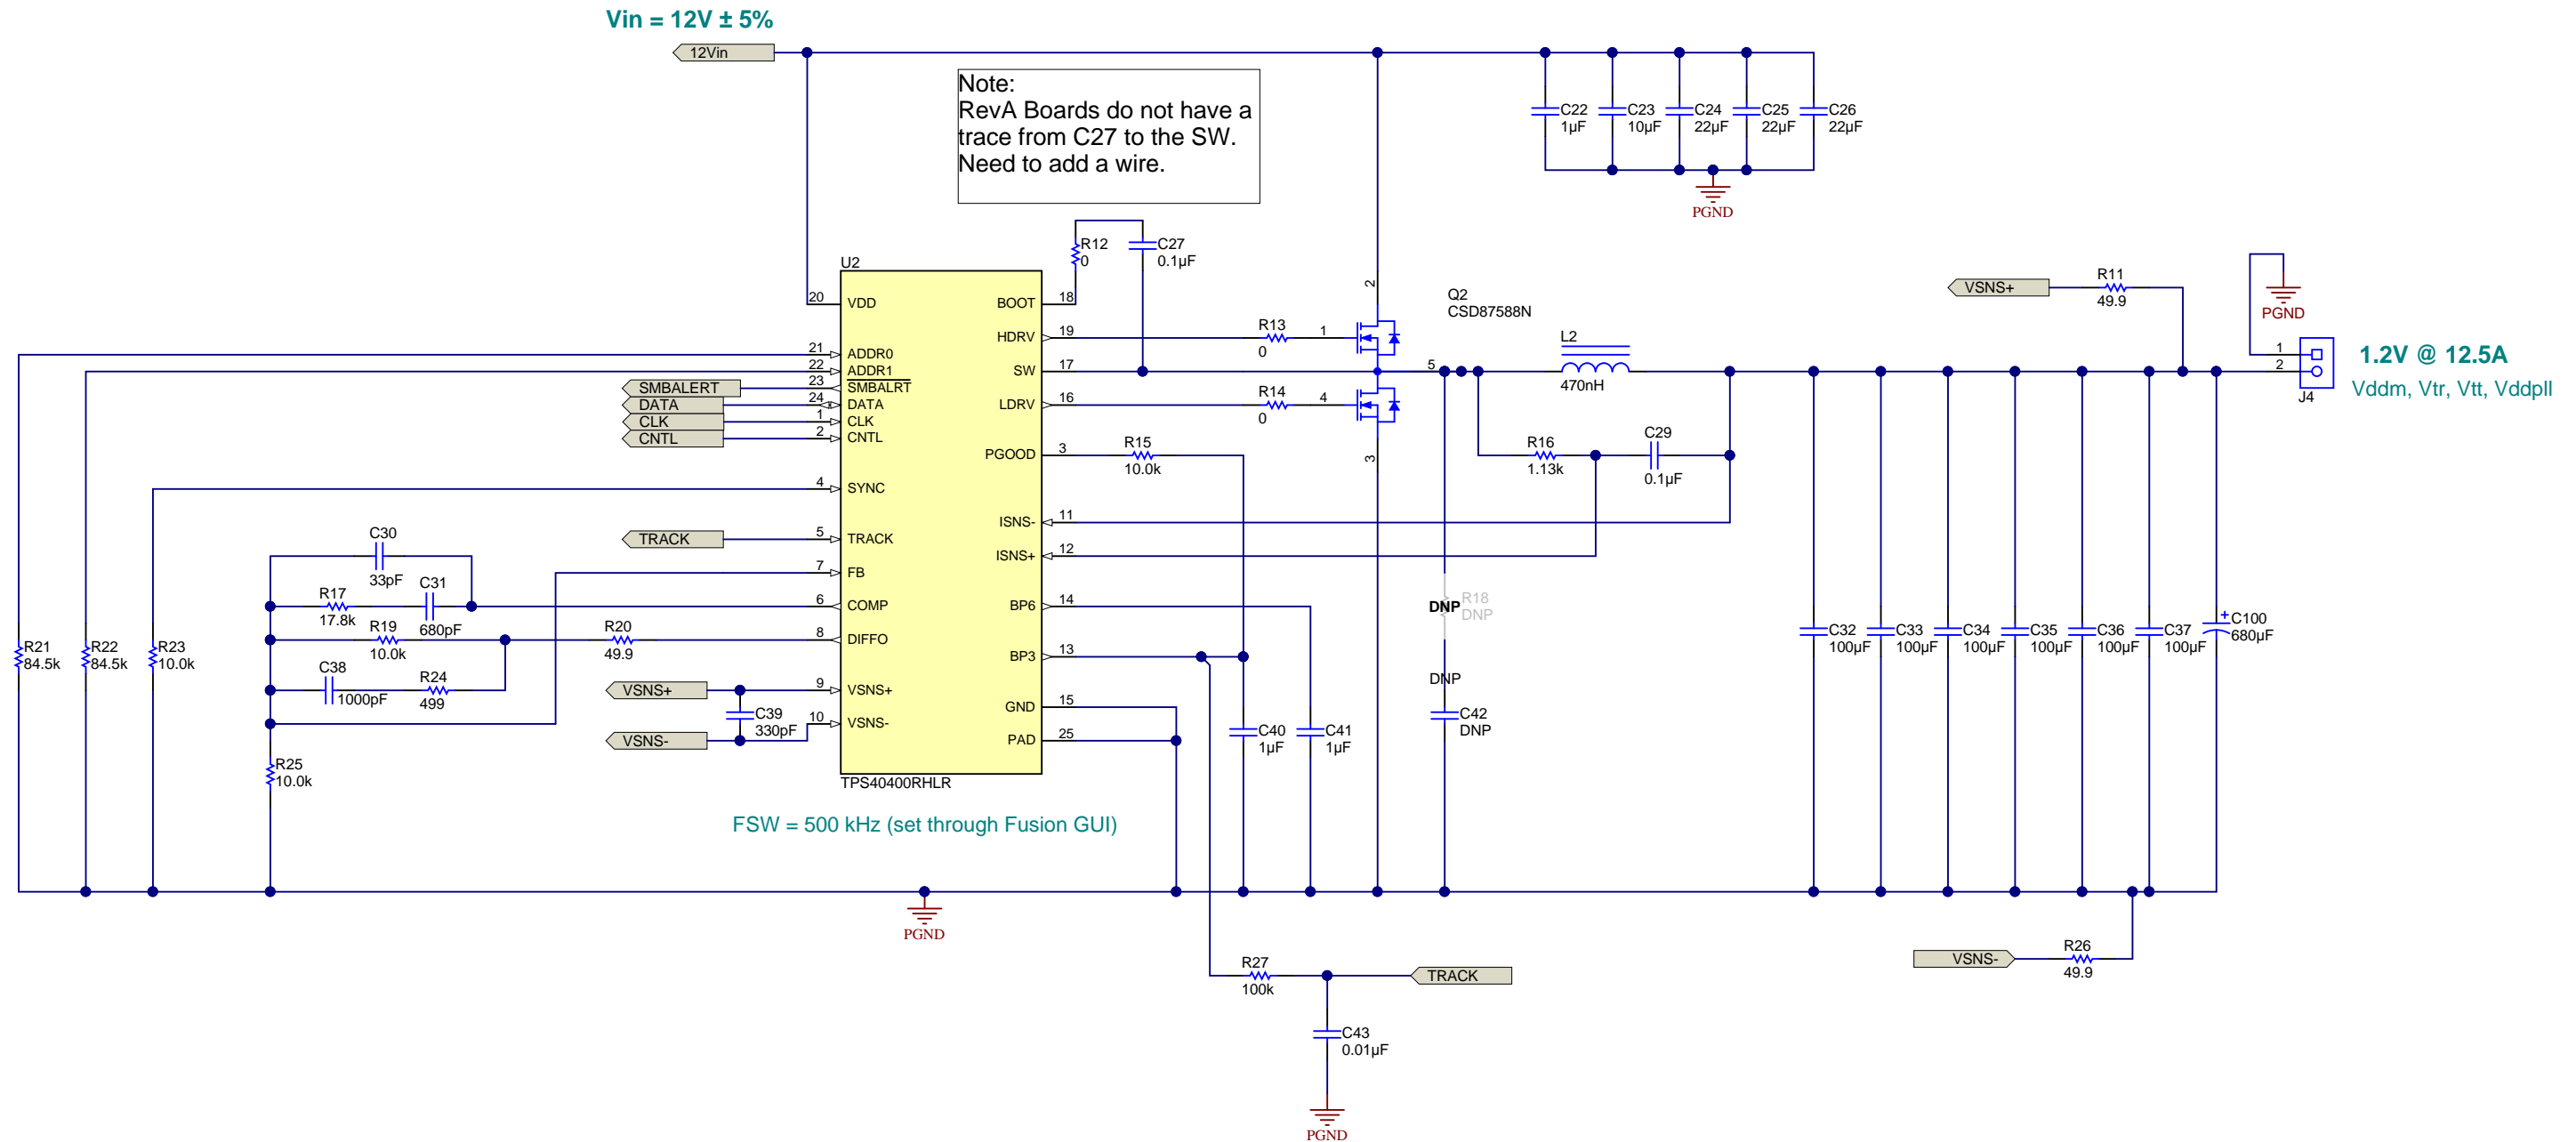 Vin = 12V ± 5%
12Vin
Note:
RevA Boards do not have a
trace from C27 to the SW.
Need to add a wire.
C22
1µF
C23
10µF
C24
22µF
C25
22µF
C26
22µF
PGND
R12
0
C27
0.1µF
U2
20
VDD
BOOT
18
HDRV
19
SW
17
LDRV
16
PGOOD
3
ISNS-
11
ISNS+
12
BP6
14
BP3
13
GND
15
PAD
25
21
ADDR0
22
ADDR1
23
SMBALRT
24
DATA
1
CLK
2
CNTL
4
SYNC
5
TRACK
7
FB
6
COMP
8
DIFFO
9
VSNS+
10
VSNS-
TPS40400RHLR
SMBALERT
DATA
CLK
CNTL
TRACK
VSNS+
VSNS-
R13
0
1
2
R14
0
4
3
5
Q2
CSD87588N
L2
470nH
R15
10.0k
R16
1.13k
C29
0.1µF
VSNS+
R11
49.9
PGND
1
2
J4
1.2V @ 12.5A
Vddm, Vtr, Vtt, Vddpll
C30
33pF
R17
17.8k
C31
680pF
R19
10.0k
R20
49.9
C38
1000pF
R24
499
R21
84.5k
R22
84.5k
R23
10.0k
R25
10.0k
C39
330pF
C40
1µF
C41
1µF
DNP
R18
DNP
DNP
C42
DNP
C32
100µF
C33
100µF
C34
100µF
C35
100µF
C36
100µF
C37
100µF
+
C100
680µF
FSW = 500 kHz (set through Fusion GUI)
PGND
R27
100k
TRACK
C43
0.01µF
PGND
VSNS-
R26
49.9